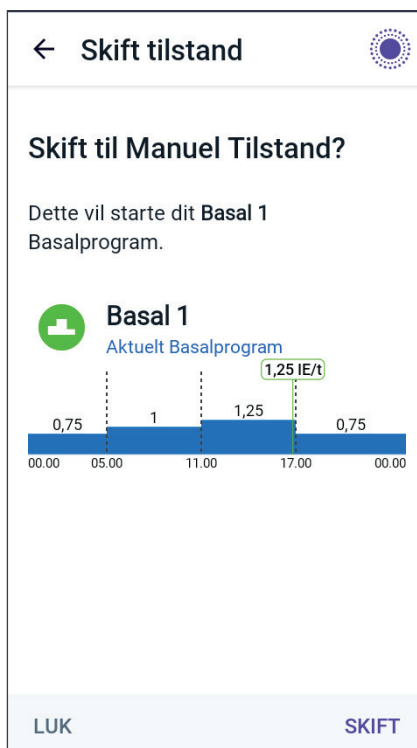 Skift tilstand
Skift til Manuel Tilstand?
Dette vil starte dit Basal 1
Basalprogram.
Basal 1
Aktuelt Basalprogram
1,25 IE/t
0,75 1 1,25 0,75
00.00 05.00 11.00 17.00 00.00
LUK SKIFT